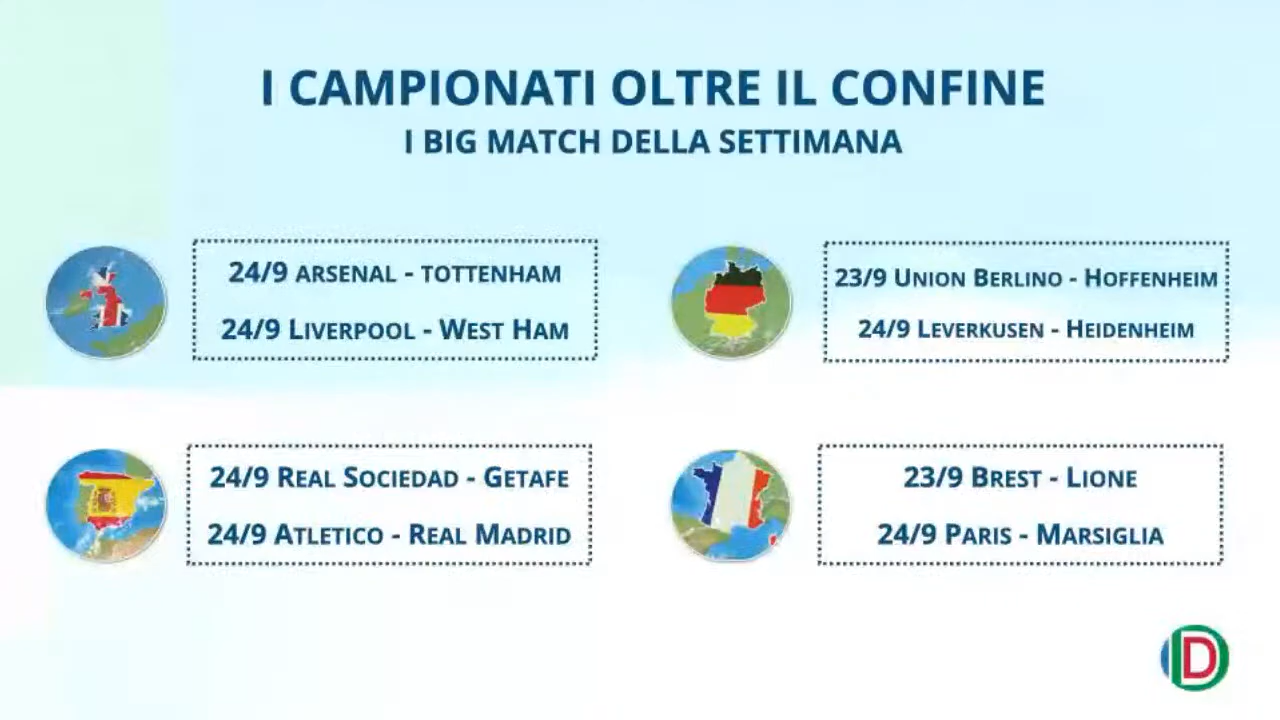 I CAMPIONATI OLTRE IL CONFINE
I BIG MATCH DELLA SETTIMANA
24/9 ARSENAL - TOTTENHAM
24/9 LIVERPOOL - WEST HAM
23/9 UNION BERLINO - HOFFENHEIM
24/9 LEVERKUSEN - HEIDENHEIM
24/9 REAL SOCIEDAD - GETAFE
24/9 ATLETICO - REAL MADRID
23/9 BREST - LIONE
24/9 PARIS - MARSIGLIA
D